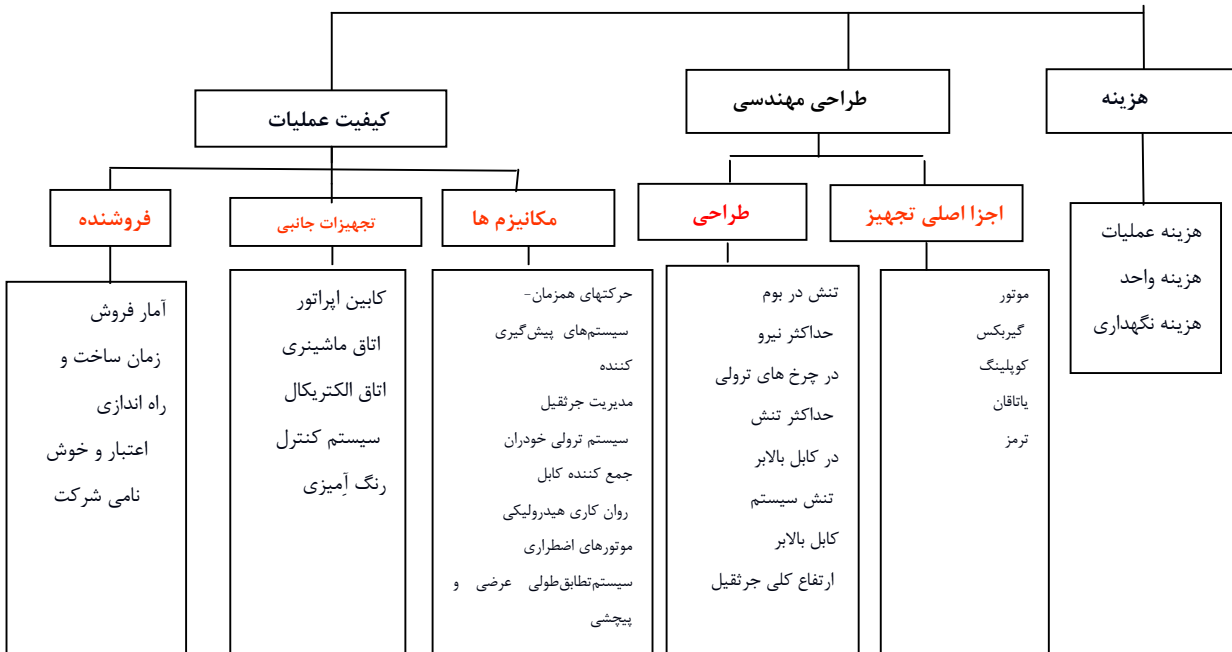 هزینه
طراحی مهندسی
کیفیت عملیات
اجزا اصلی تجهیز
طراحی
مکانیزم ها
تجهیزات جانبی
فروشنده
هزینه عملیات
هزینه واحد
هزینه نگهداری
موتور
گیربکس
کوپلینگ
یاتاقان
ترمز
تنش در بوم
حداکثر نیرو
در چرخ های ترولی
حداکثر تنش
در کابل بالابر
تنش سیستم
کابل بالابر
ارتفاع کلی جرثقیل
حرکتهای همزمان-
سیستم‌های پیش‌گیری
کننده
مدیریت جرثقیل
سیستم ترولی خودران
جمع کننده کابل
روان کاری هیدرولیکی
موتورهای اضطراری
سیستم‌تطابق‌طولی عرضی و
پیچشی
کابین اپراتور
اتاق ماشینری
اتاق الکتریکال
سیستم کنترل
رنگ آِمیزی
آمار فروش
زمان ساخت و
راه اندازی
اعتبار و خوش
نامی شرکت